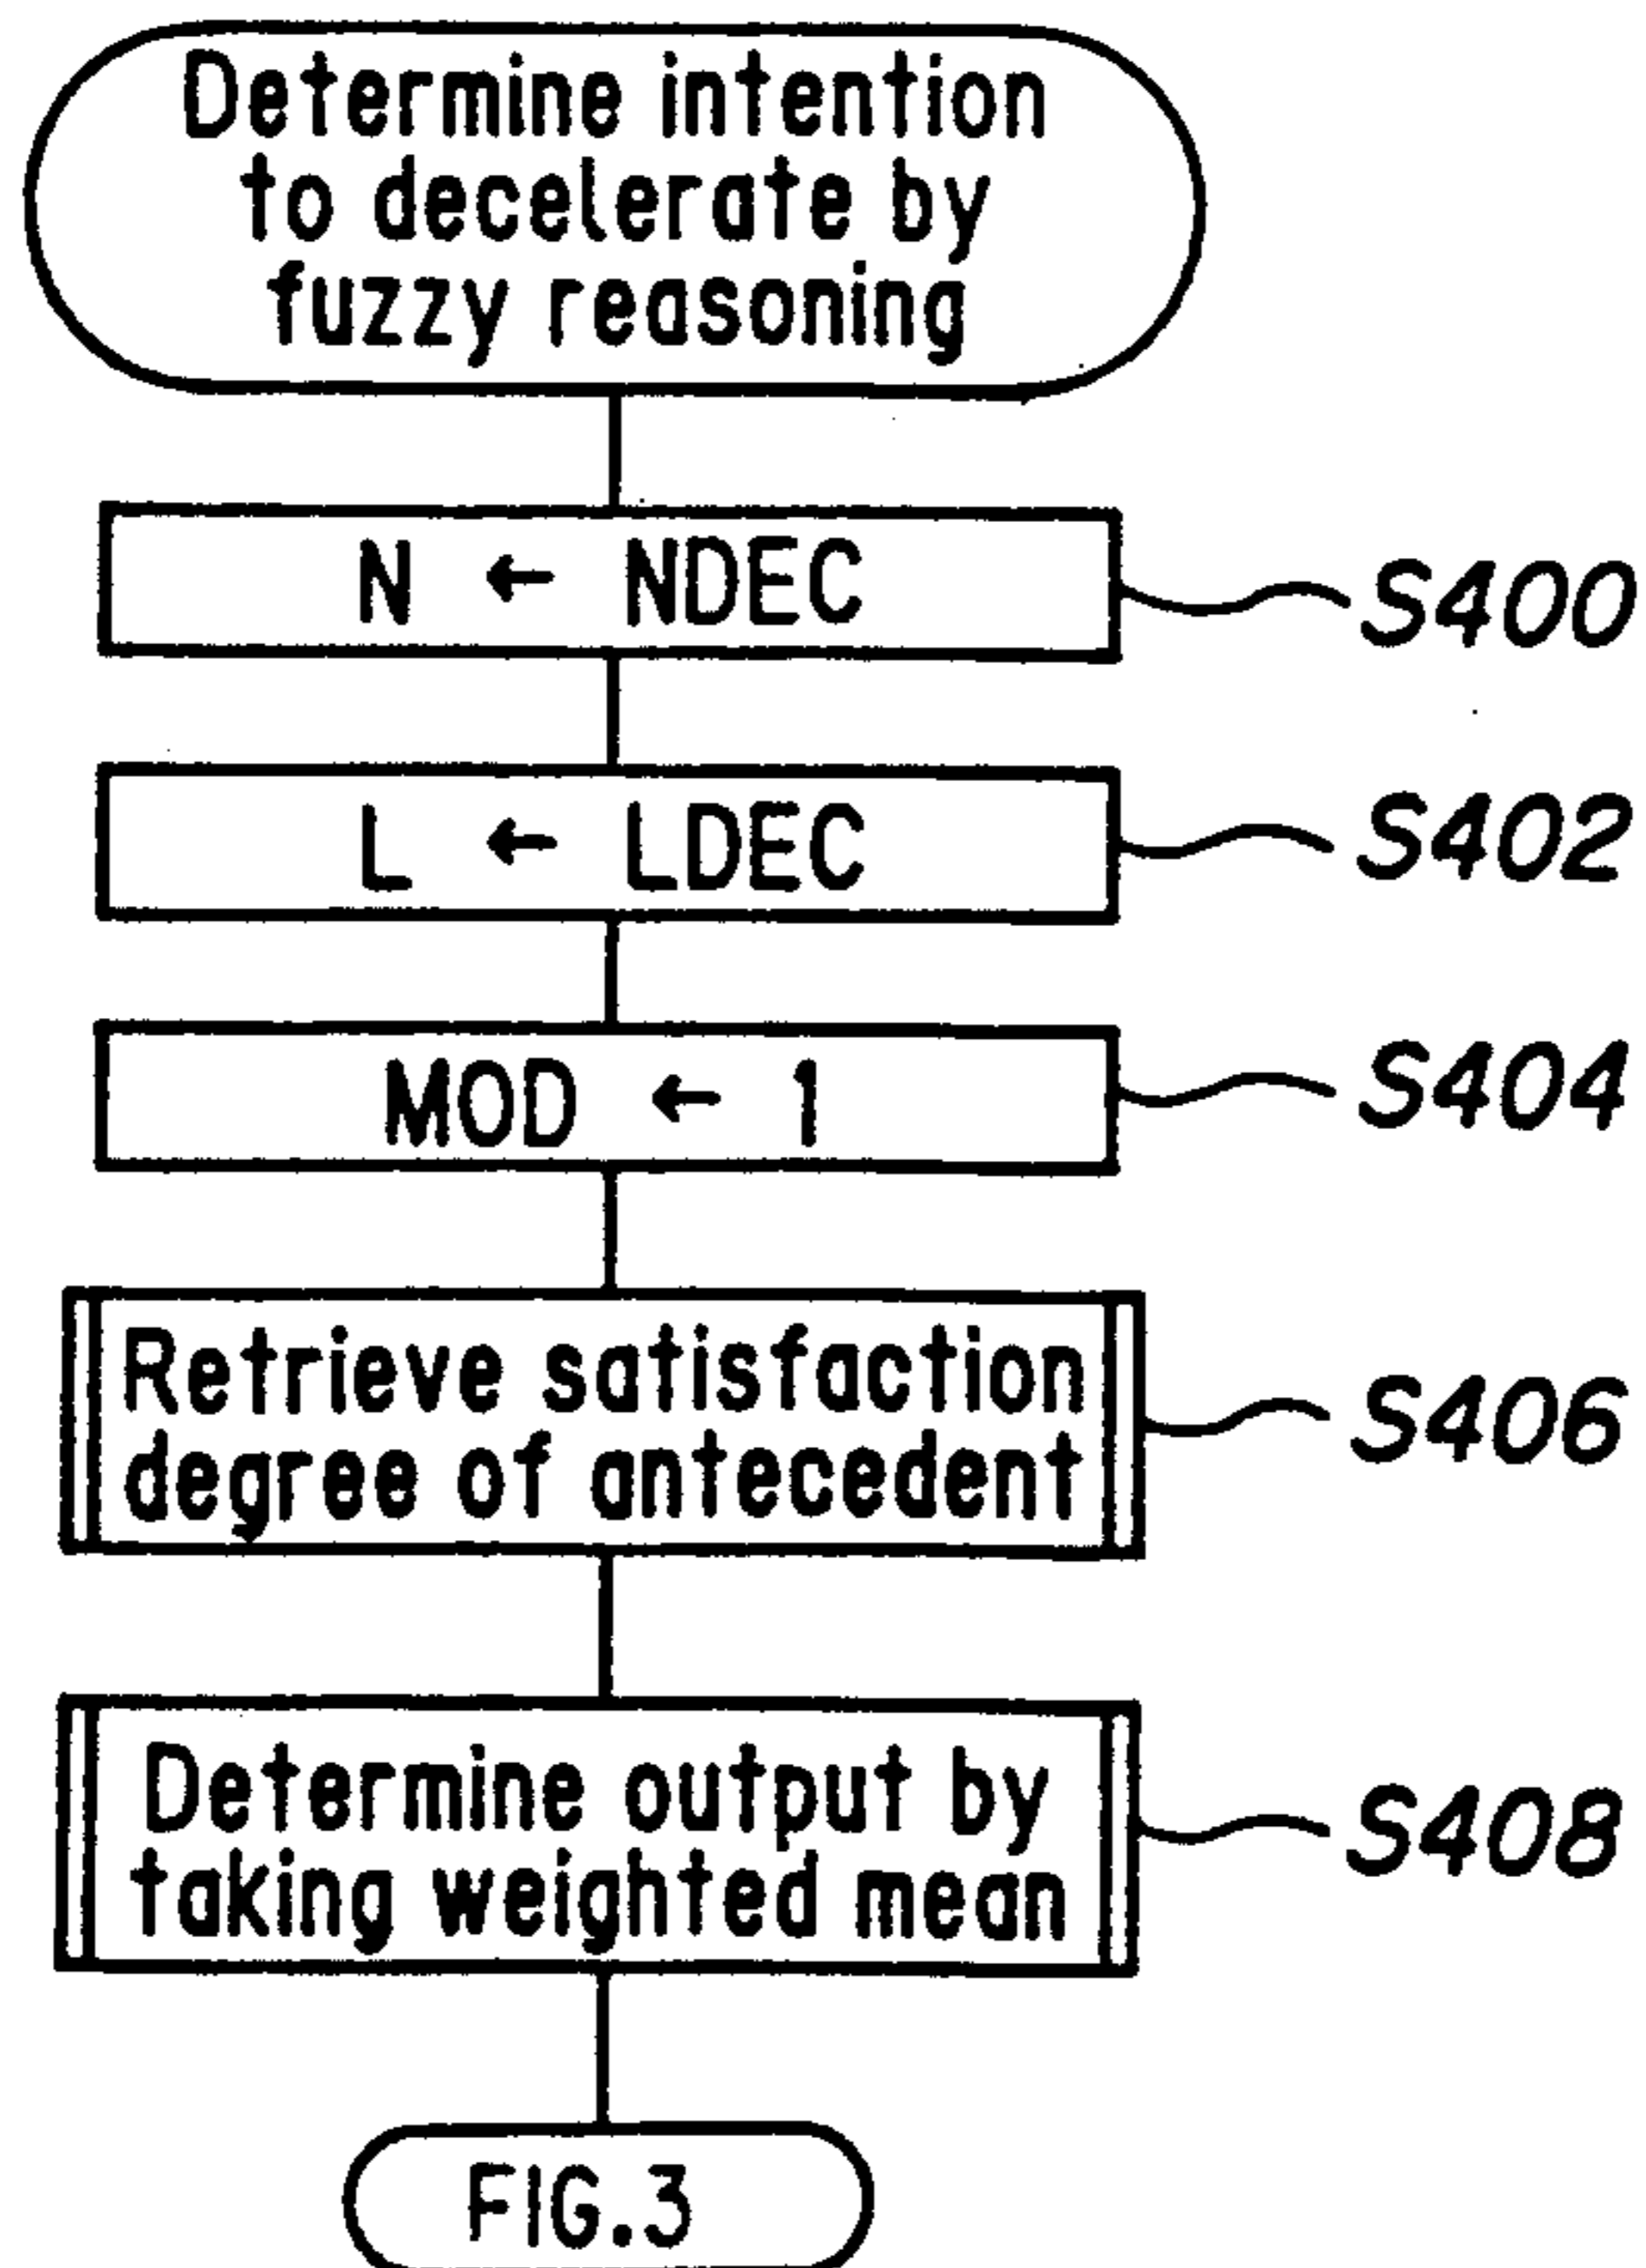 Determine intention
to decelerate by
fuzzy reasoning
N ← NDEC
S400
L ← LDEC
S402
MOD ← 1
S404
Retrieve satisfaction
degree of antecedent
S406
Determine output by
taking weighted mean
S408
FIG.3